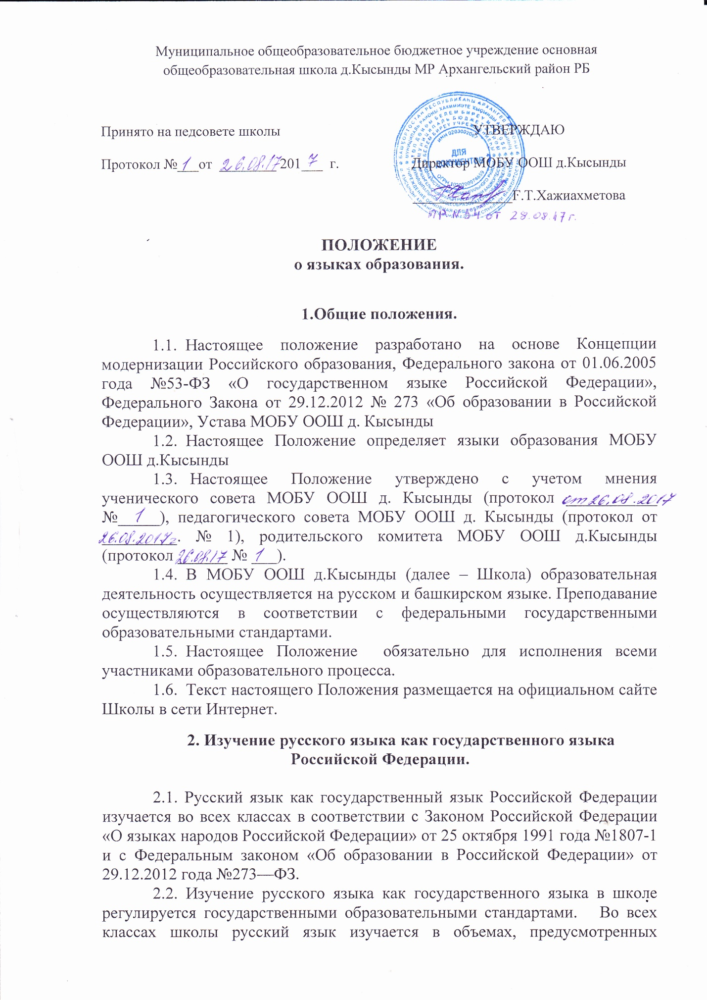 Муниципальное общеобразовательное бюджетное учреждение основная
общеобразовательная школа д.Кысынды МР Архангельский район РБ
Принято на педсовете школы
УТВЕРЖДАЮ
Протокол № 1 от 26.08.17 2017 г.
Директор МОБУ ООШ д.Кысынды
Г.Т.Хажиахметова
ИНН 0203002067
ДЛЯ
ДОКУМЕНТОВ
ОГРН 1020200974659
ПР. № 54 от 28.08.17 г.
ПОЛОЖЕНИЕ
о языках образования.
1.Общие положения.
1.1. Настоящее положение разработано на основе Концепции
модернизации Российского образования, Федерального закона от 01.06.2005
года №53-ФЗ «О государственном языке Российской Федерации»,
Федерального Закона от 29.12.2012 № 273 «Об образовании в Российской
Федерации», Устава МОБУ ООШ д. Кысынды
1.2. Настоящее Положение определяет языки образования МОБУ
ООШ д.Кысынды
1.3. Настоящее Положение утверждено с учетом мнения
ученического совета МОБУ ООШ д. Кысынды (протокол от 26.08.2017
№ 1 ), педагогического совета МОБУ ООШ д. Кысынды (протокол от
26.08.2017г. № 1), родительского комитета МОБУ ООШ д.Кысынды
(протокол 26.08.17 № 1 ).
1.4. В МОБУ ООШ д.Кысынды (далее – Школа) образовательная
деятельность осуществляется на русском и башкирском языке. Преподавание
осуществляются в соответствии с федеральными государственными
образовательными стандартами.
1.5. Настоящее Положение обязательно для исполнения всеми
участниками образовательного процесса.
1.6. Текст настоящего Положения размещается на официальном сайте
Школы в сети Интернет.
2. Изучение русского языка как государственного языка
Российской Федерации.
2.1. Русский язык как государственный язык Российской Федерации
изучается во всех классах в соответствии с Законом Российской Федерации
«О языках народов Российской Федерации» от 25 октября 1991 года №1807-1
и с Федеральным законом «Об образовании в Российской Федерации» от
29.12.2012 года №273—ФЗ.
2.2. Изучение русского языка как государственного языка в школе
регулируется государственными образовательными стандартами. Во всех
классах школы русский язык изучается в объемах, предусмотренных